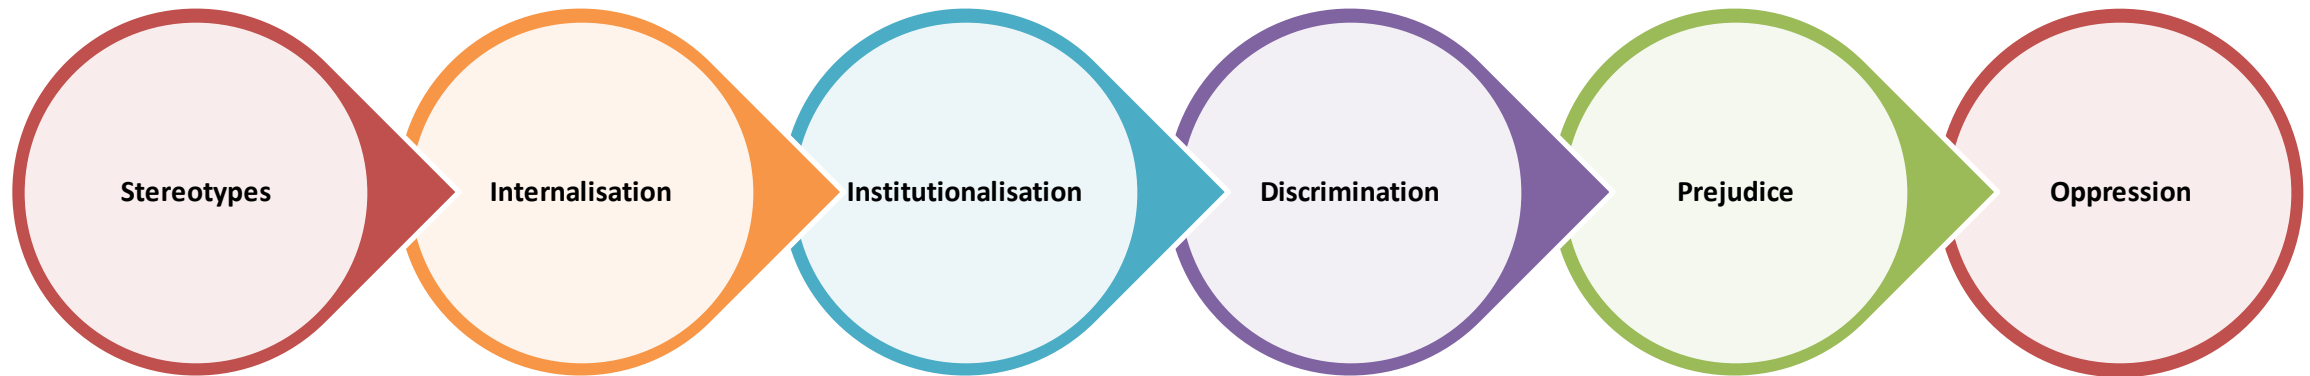 Stereotypes
Internalisation
Institutionalisation
Discrimination
Prejudice
Oppression